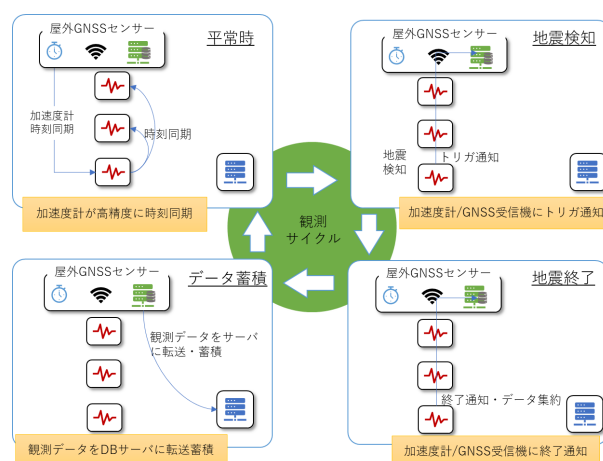 屋外GNSSセンサー
平常時
加速度計
時刻同期
時刻同期
加速度計が高精度に時刻同期
屋外GNSSセンサー
地震検知
地震
検知
トリガ通知
加速度計/GNSS受信機にトリガ通知
観測
サイクル
屋外GNSSセンサー
データ蓄積
観測データをサーバ
に転送・蓄積
観測データをDBサーバに転送蓄積
屋外GNSSセンサー
地震終了
終了通知・データ集約
加速度計/GNSS受信機に終了通知